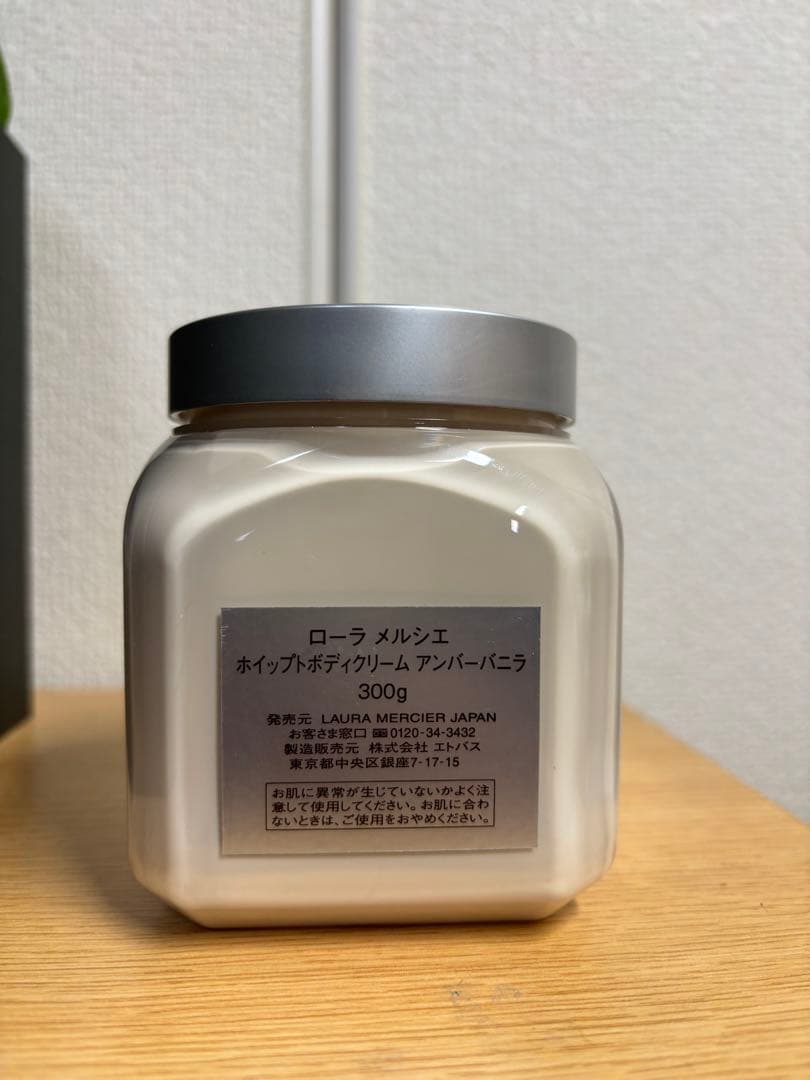 ローラ メルシエ
ホイップトボディクリーム アンバーバニラ
300g
発売元 LAURA MERCIER JAPAN
お客さま窓口 0120-34-3432
製造販売元 株式会社 エトバス
東京都中央区銀座7-17-15
お肌に異常が生じていないかよく注
意して使用してください。お肌に合わ
ないときは、ご使用をおやめください。